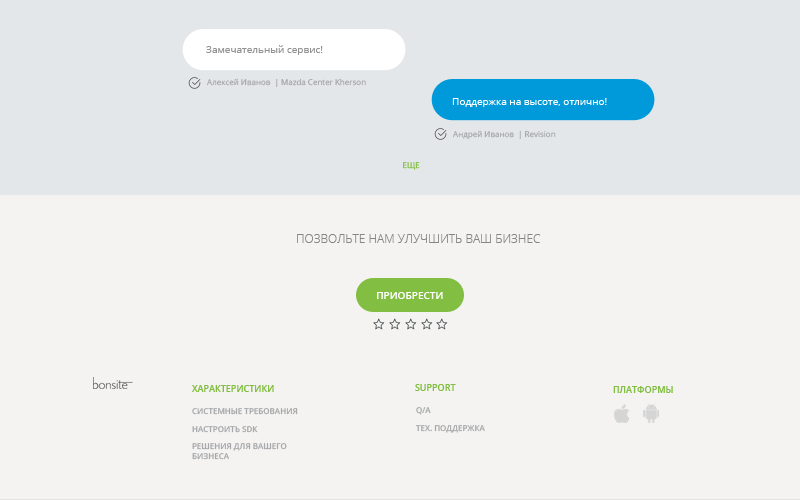 Замечательный сервис!
Алексей Иванов | Mazda Center Kherson
Поддержка на высоте, отлично!
Андрей Иванов | Revision
ЕЩЕ
ПОЗВОЛЬТЕ НАМ УЛУЧШИТЬ ВАШ БИЗНЕС
ПРИОБРЕСТИ
bonsite
ХАРАКТЕРИСТИКИ
СИСТЕМНЫЕ ТРЕБОВАНИЯ
НАСТРОИТЬ SDK
РЕШЕНИЯ ДЛЯ ВАШЕГО
БИЗНЕСА
SUPPORT
Q/A
ТЕХ. ПОДДЕРЖКА
ПЛАТФОРМЫ